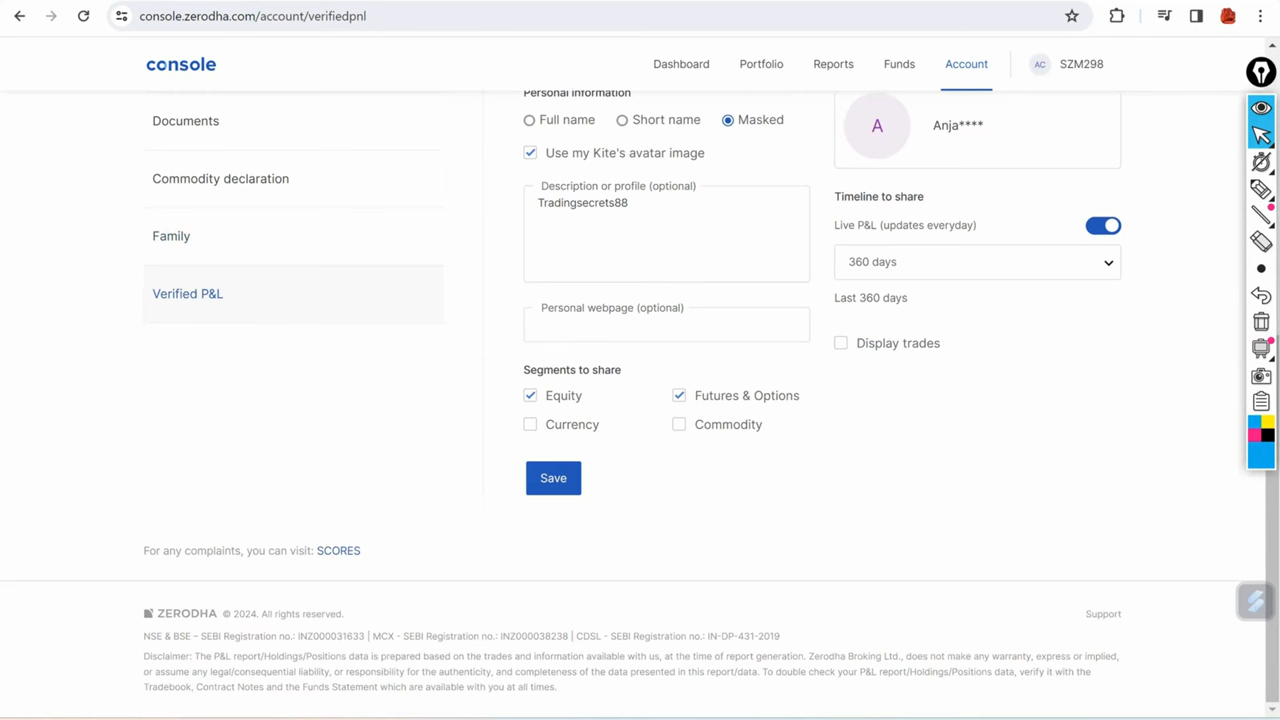 console.zerodha.com/account/verifiedpnl
console
Dashboard
Portfolio
Reports
Funds
Account
AC
SZM298
Documents
Commodity declaration
Family
Verified P&L
Personal information
Full name
Short name
Masked
Use my Kite's avatar image
Description or profile (optional)
Tradingsecrets88
Personal webpage (optional)
Segments to share
Equity
Futures & Options
Currency
Commodity
Save
A
Anja****
Timeline to share
Live P&L (updates everyday)
360 days
Last 360 days
Display trades
For any complaints, you can visit: SCORES
ZERODHA © 2024. All rights reserved.
Support
NSE & BSE – SEBI Registration no.: INZ000031633 | MCX - SEBI Registration no.: INZ000038238 | CDSL - SEBI Registration no.: IN-DP-431-2019
Disclaimer: The P&L report/Holdings/Positions data is prepared based on the trades and information available with us, at the time of report generation. Zerodha Broking Ltd., does not make any warranty, express or implied,
or assume any legal/consequential liability, or responsibility for the authenticity, and completeness of the data presented in this report/data. To double check your P&L report/Holdings/Positions data, verify it with the
Tradebook, Contract Notes and the Funds Statement which are available with you at all times.